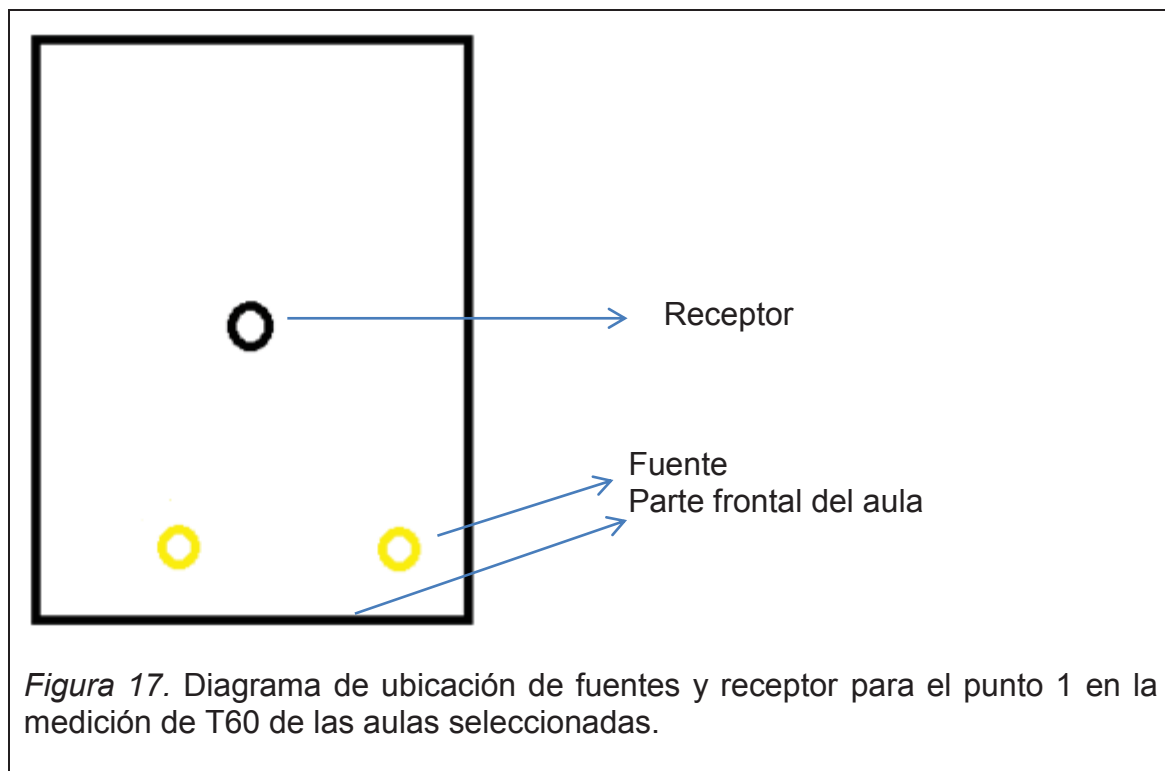 Receptor
Fuente
Parte frontal del aula
Figura 17. Diagrama de ubicación de fuentes y receptor para el punto 1 en la
medición de T60 de las aulas seleccionadas.